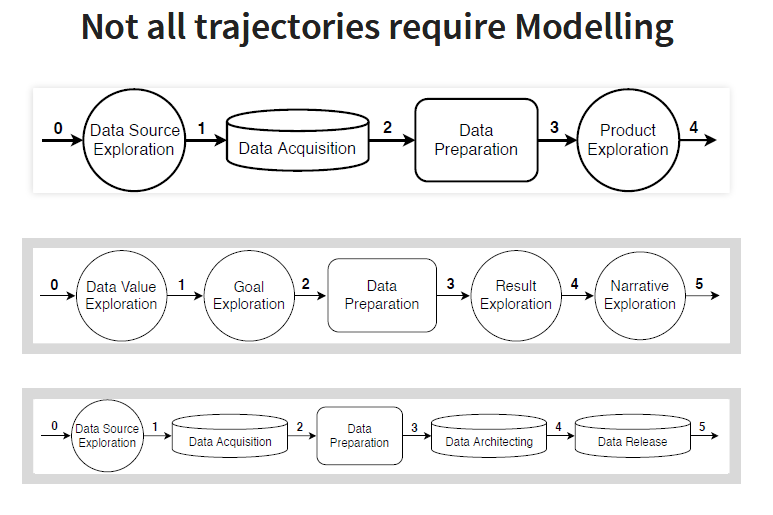 Not all trajectories require Modelling
0
Data Source
Exploration
1
Data Acquisition
2
Data
Preparation
3
Product
Exploration
4
0
Data Value
Exploration
1
Goal
Exploration
2
Data
Preparation
3
Result
Exploration
4
Narrative
Exploration
5
0
Data Source
Exploration
1
Data Acquisition
2
Data
Preparation
3
Data Architecting
4
Data Release
5